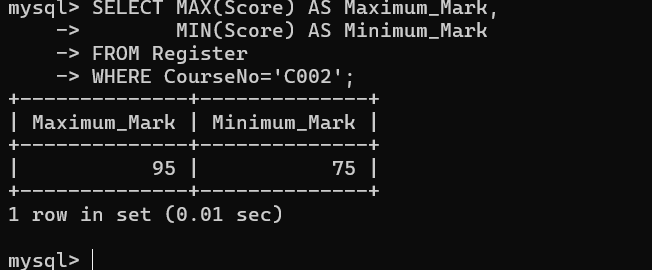 mysql> SELECT MAX(Score) AS Maximum_Mark,
    ->        MIN(Score) AS Minimum_Mark
    -> FROM Register
    -> WHERE CourseNo='C002';
+--------------+--------------+
| Maximum_Mark | Minimum_Mark |
+--------------+--------------+
|           95 |           75 |
+--------------+--------------+
1 row in set (0.01 sec)
mysql>